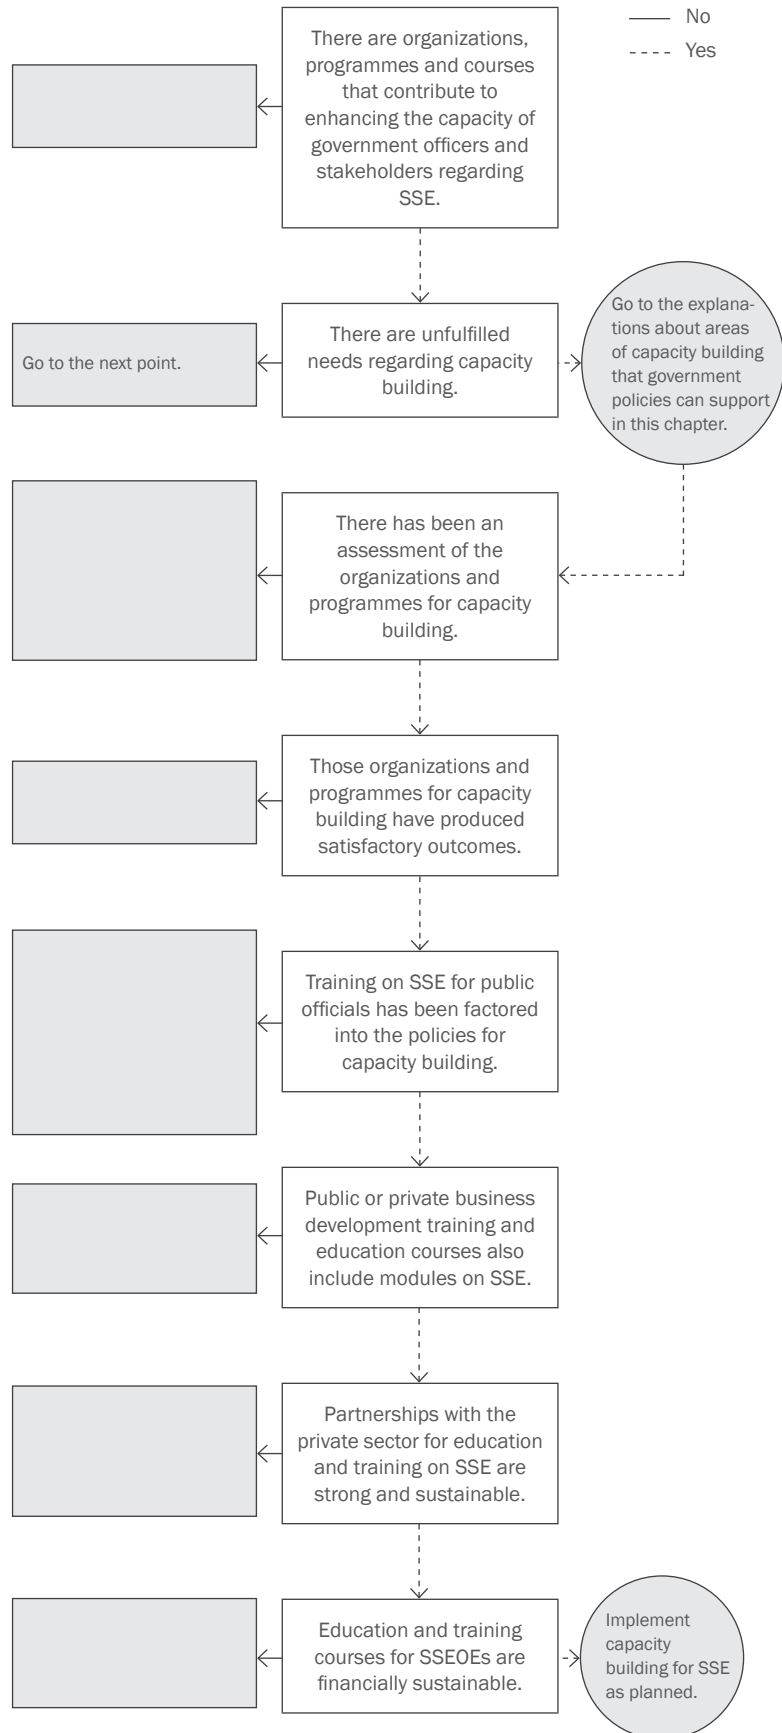 No
Yes
There are organizations,
programmes and courses
that contribute to
enhancing the capacity of
government officers and
stakeholders regarding
SSE.
Go to the next point.
There are unfulfilled
needs regarding capacity
building.
Go to the explana-
tions about areas
of capacity building
that government
policies can support
in this chapter.
There has been an
assessment of the
organizations and
programmes for capacity
building.
Those organizations and
programmes for capacity
building have produced
satisfactory outcomes.
Training on SSE for public
officials has been factored
into the policies for
capacity building.
Public or private business
development training and
education courses also
include modules on SSE.
Partnerships with the
private sector for education
and training on SSE are
strong and sustainable.
Education and training
courses for SSEOEs are
financially sustainable.
Implement
capacity
building for SSE
as planned.